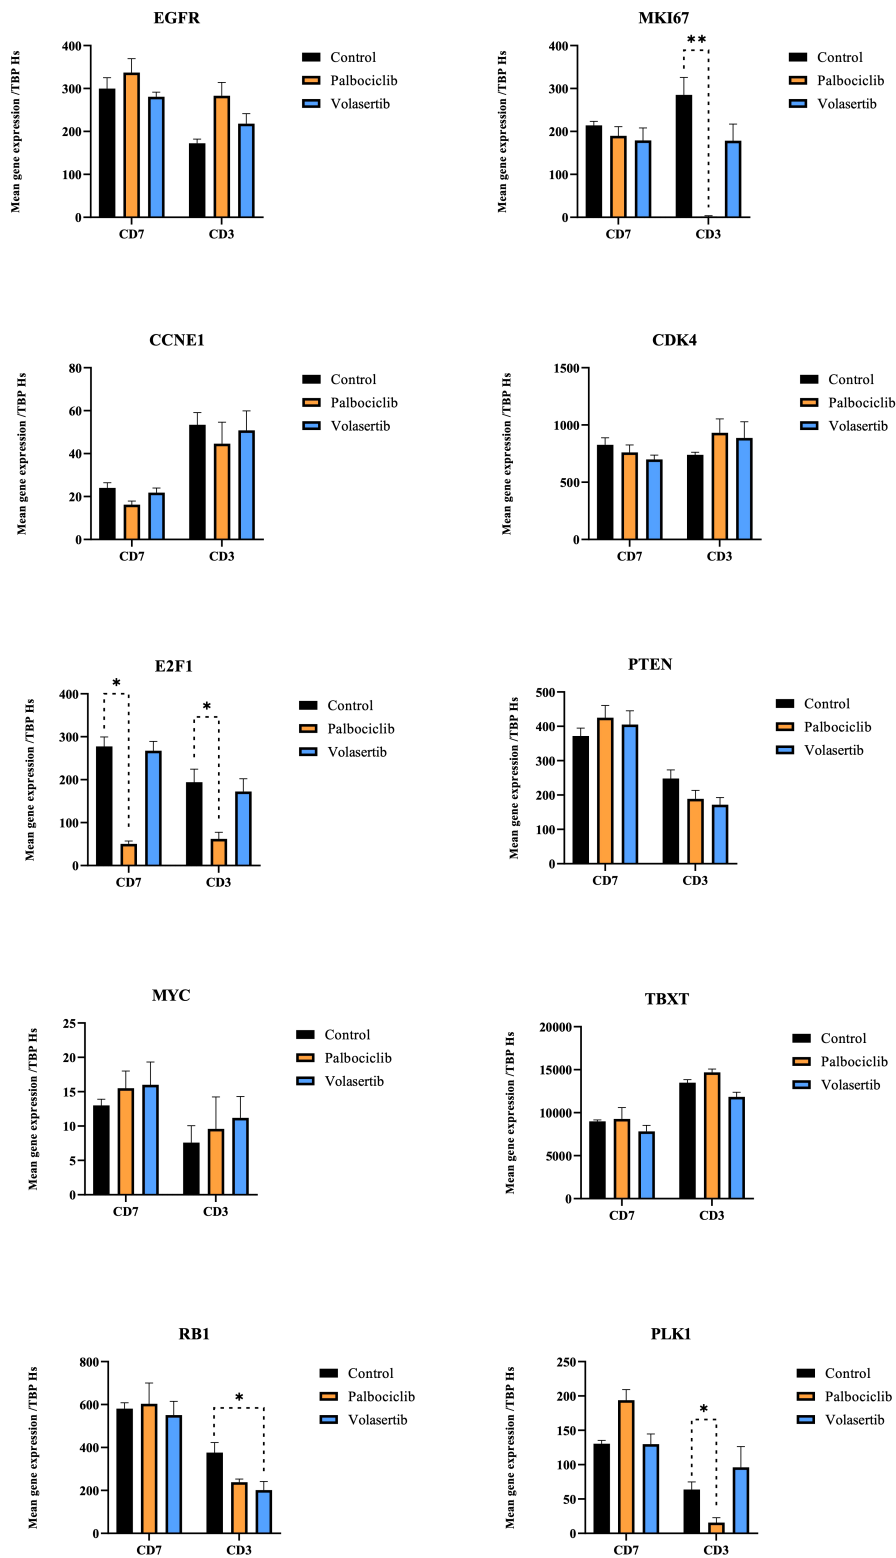 EGFR
Mean gene expression /TBP Hs
400
300
200
100
0
CD7
CD3
Control
Palbociclib
Volasertib
MKI67
Mean gene expression /TBP Hs
400
300
200
100
0
**
CD7
CD3
Control
Palbociclib
Volasertib
CCNE1
Mean gene expression /TBP Hs
80
60
40
20
0
CD7
CD3
Control
Palbociclib
Volasertib
CDK4
Mean gene expression /TBP Hs
1500
1000
500
0
CD7
CD3
Control
Palbociclib
Volasertib
E2F1
Mean gene expression /TBP Hs
400
300
200
100
0
*
*
CD7
CD3
Control
Palbociclib
Volasertib
PTEN
Mean gene expression /TBP Hs
500
400
300
200
100
0
CD7
CD3
Control
Palbociclib
Volasertib
MYC
Mean gene expression /TBP Hs
25
20
15
10
5
0
CD7
CD3
Control
Palbociclib
Volasertib
TBXT
Mean gene expression /TBP Hs
20000
15000
10000
5000
0
CD7
CD3
Control
Palbociclib
Volasertib
RB1
Mean gene expression /TBP Hs
800
600
400
200
0
*
CD7
CD3
Control
Palbociclib
Volasertib
PLK1
Mean gene expression /TBP Hs
250
200
150
100
50
0
*
CD7
CD3
Control
Palbociclib
Volasertib